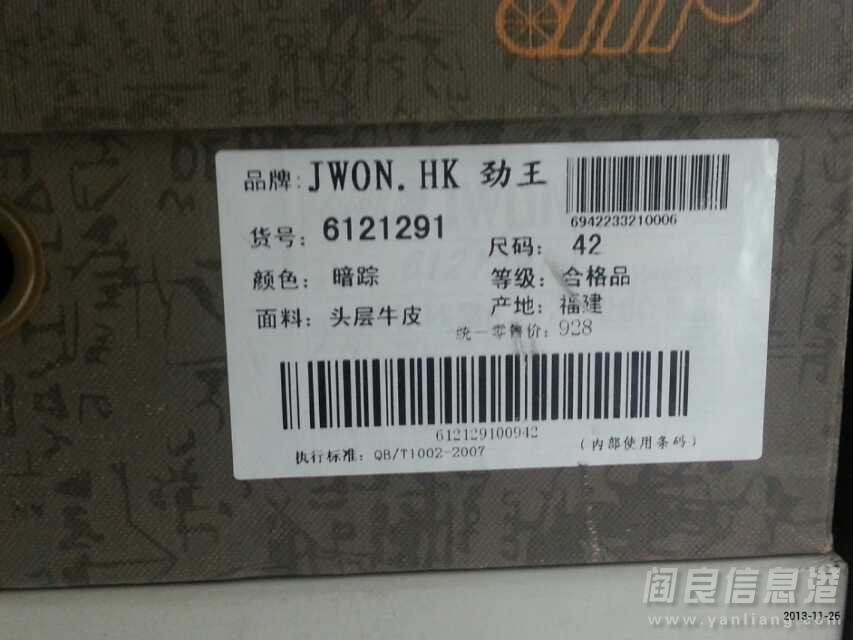 品牌: JWON.HK 劲王
6942233210006
货号: 6121291
尺码: 42
颜色: 暗踪
等级: 合格品
面料: 头层牛皮
产地: 福建
统一零售价: 928
612129100942
执行标准: QB/T1002-2007
(内部使用条码)
阎良信息港
2013-11-26
www.yanliang.com